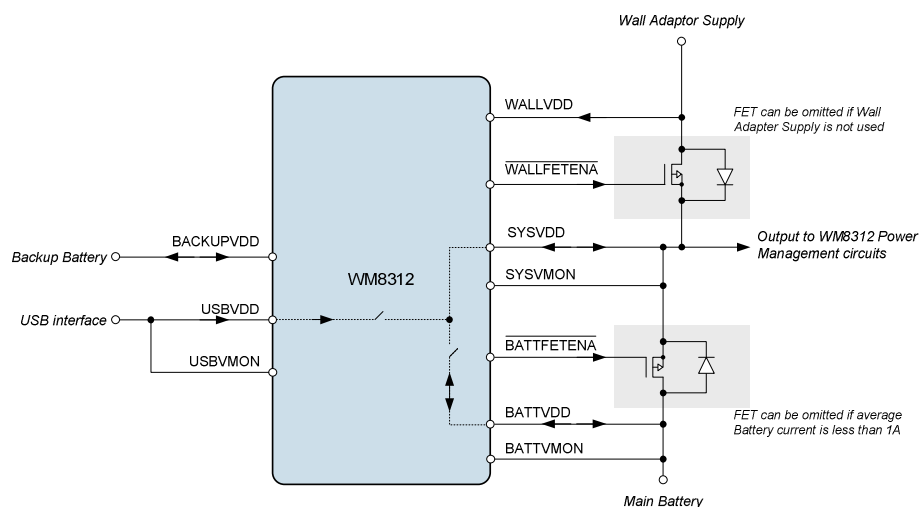 Wall Adaptor Supply
WALLVDD
FET can be omitted if Wall
Adapter Supply is not used
WALLFETENA
SYSVDD
Output to WM8312 Power
Management circuits
BACKUPVDD
Backup Battery
WM8312
SYSVMON
USBVDD
USB interface
BATTFETENA
USBVMON
BATTVDD
FET can be omitted if average
Battery current is less than 1A
BATTVMON
Main Battery